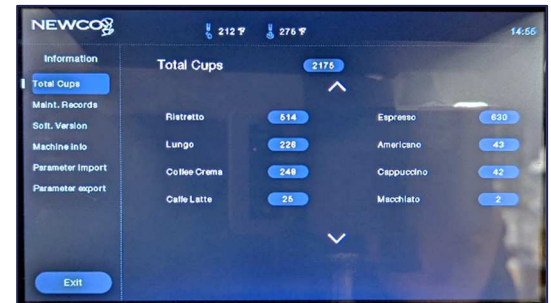 NEWCO
212 ℉ 276 ℉ 14:56
Information
Total Cups
Maint. Records
Soft. Version
Machine info
Parameter Import
Parameter export
Exit
Total Cups 2175
Ristretto 514 Espresso 630
Lungo 226 Americano 43
Coffee Crema 248 Cappuccino 42
Caffe Latte 25 Macchiato 2